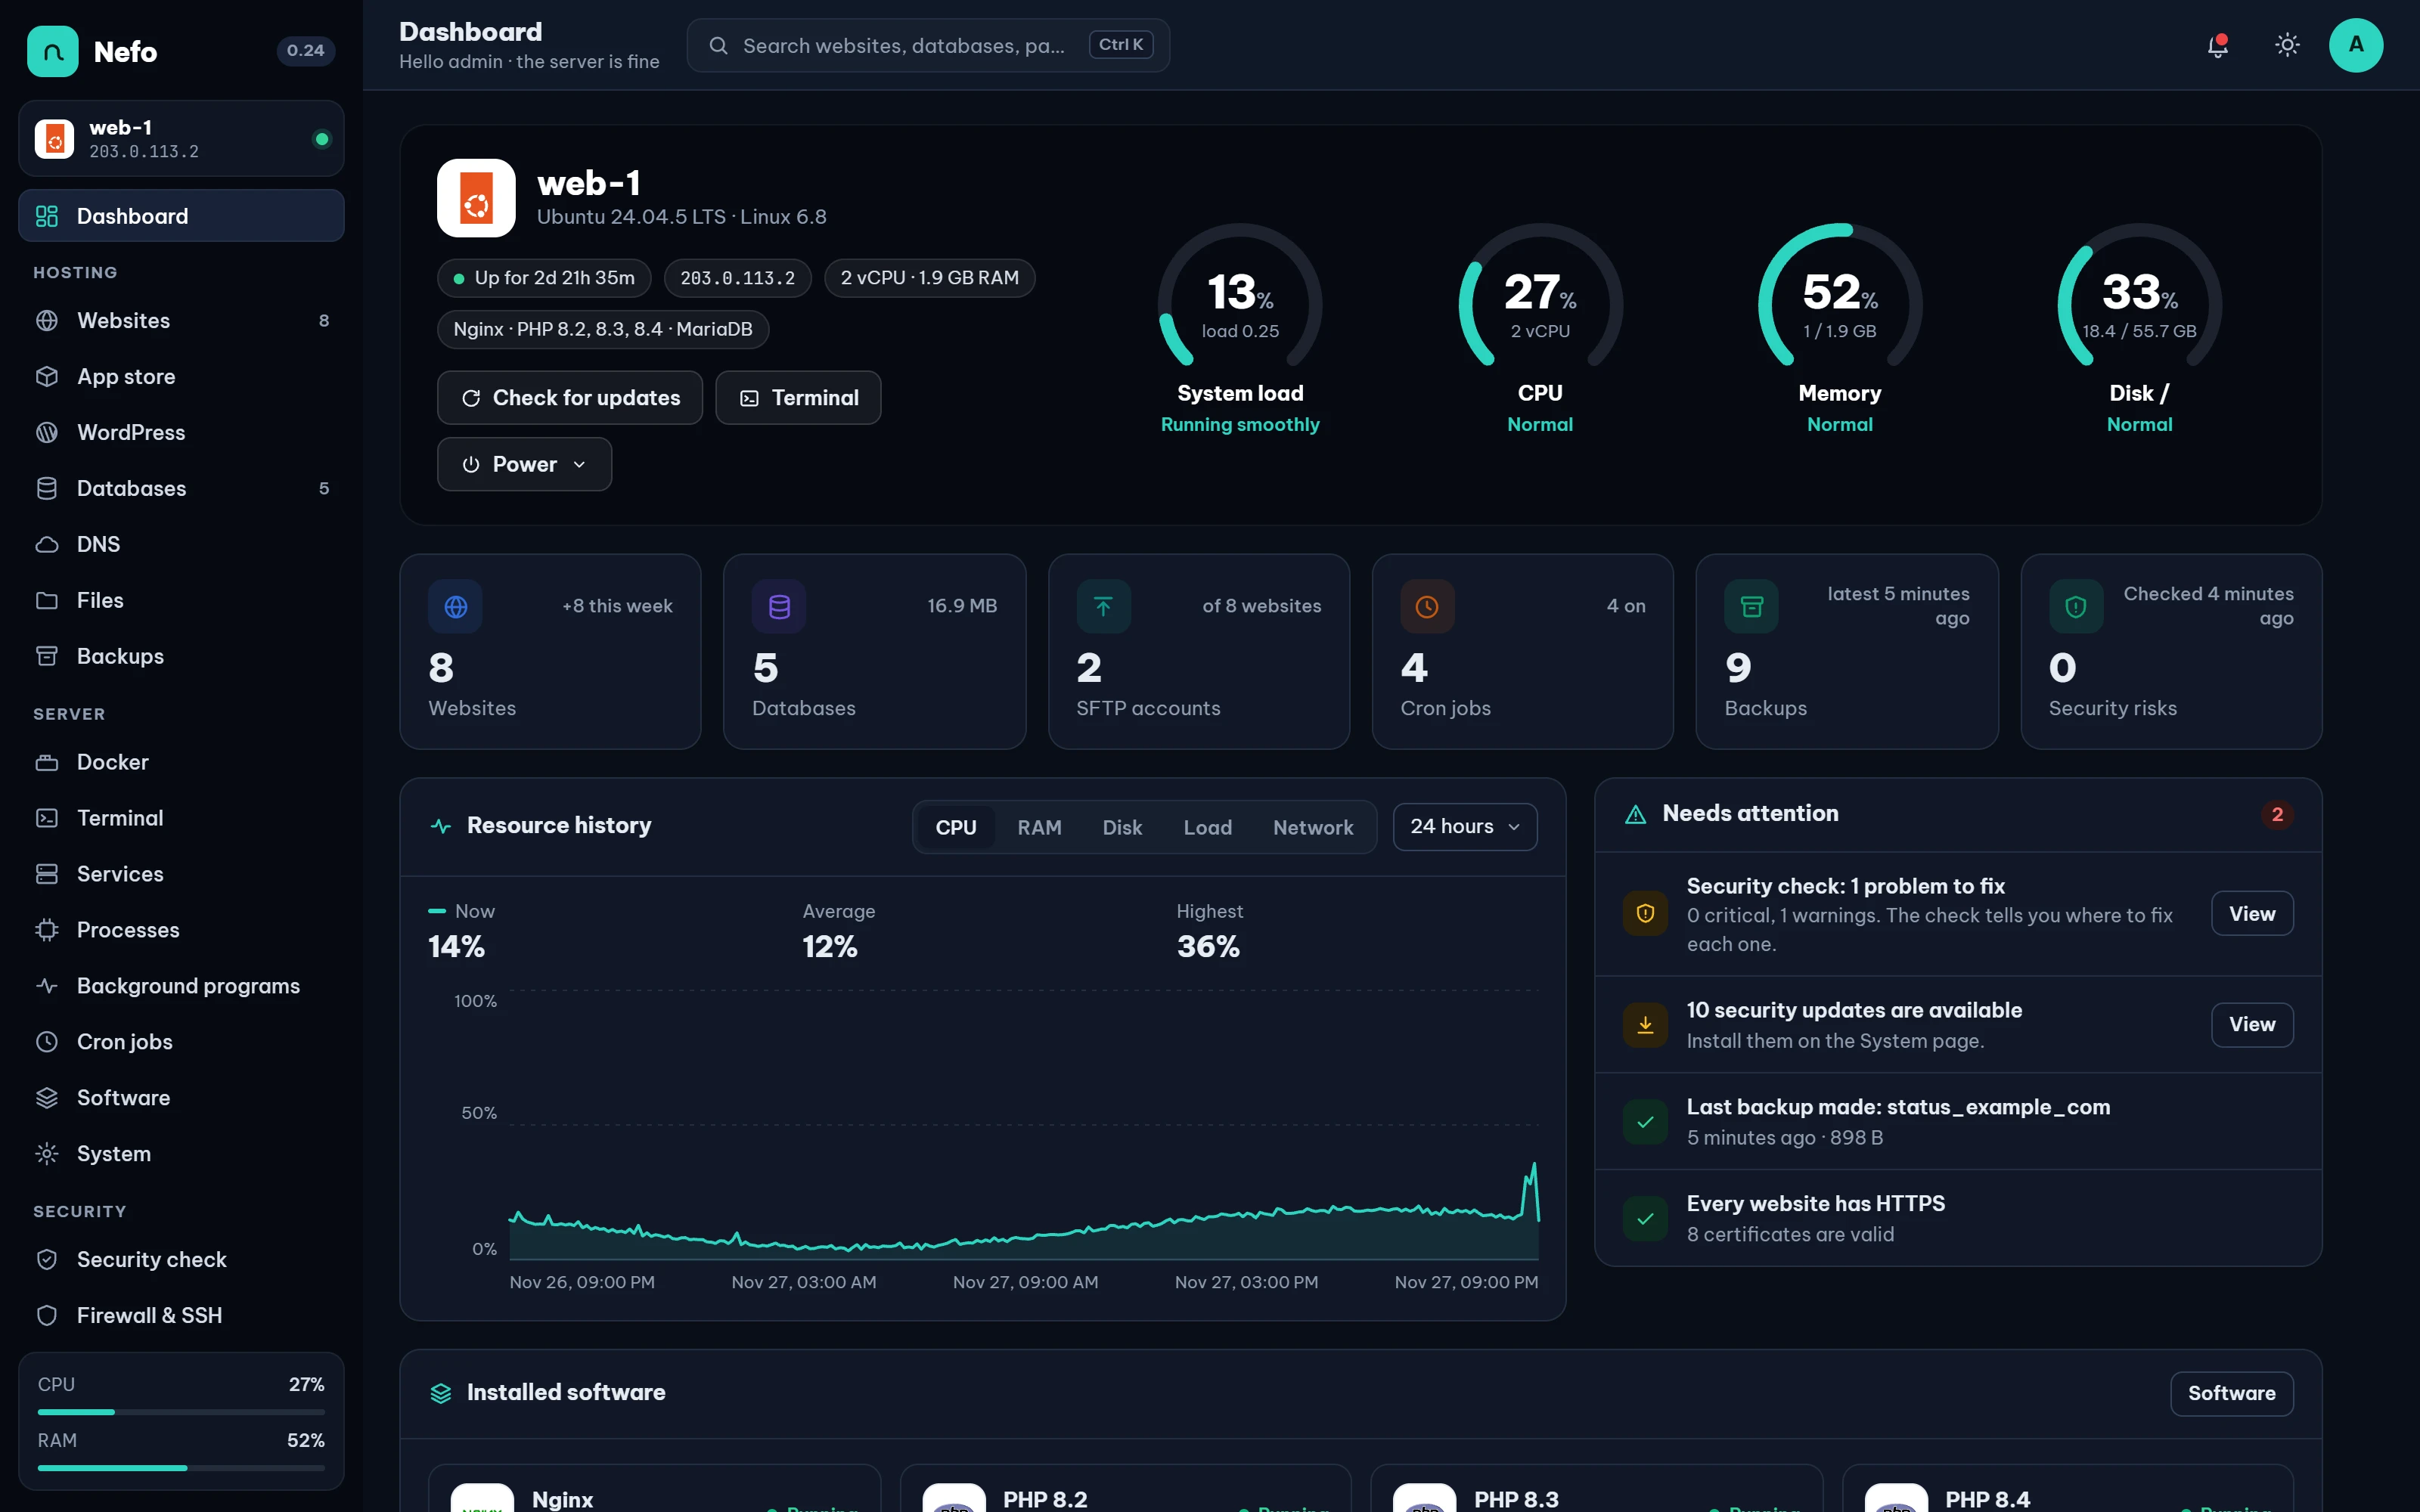 Nefo
0.24
web-1
203.0.113.2
Dashboard
HOSTING
Websites 8
App store
WordPress
Databases 5
DNS
Files
Backups
SERVER
Docker
Terminal
Services
Processes
Background programs
Cron jobs
Software
System
SECURITY
Security check
Firewall & SSH
CPU 27%
RAM 52%
Dashboard
Hello admin · the server is fine
Search websites, databases, pa...
Ctrl K
A
web-1
Ubuntu 24.04.5 LTS · Linux 6.8
Up for 2d 21h 35m
203.0.113.2
2 vCPU · 1.9 GB RAM
Nginx · PHP 8.2, 8.3, 8.4 · MariaDB
Check for updates
Terminal
Power
13%
load 0.25
System load
Running smoothly
27%
2 vCPU
CPU
Normal
52%
1 / 1.9 GB
Memory
Normal
33%
18.4 / 55.7 GB
Disk /
Normal
+8 this week
8
Websites
16.9 MB
5
Databases
of 8 websites
2
SFTP accounts
4 on
4
Cron jobs
latest 5 minutes
ago
9
Backups
Checked 4 minutes
ago
0
Security risks
Resource history
CPU
RAM
Disk
Load
Network
24 hours
Now
14%
Average
12%
Highest
36%
100%
50%
0%
Nov 26, 09:00 PM
Nov 27, 03:00 AM
Nov 27, 09:00 AM
Nov 27, 03:00 PM
Nov 27, 09:00 PM
Needs attention
2
Security check: 1 problem to fix
0 critical, 1 warnings. The check tells you where to fix
each one.
View
10 security updates are available
Install them on the System page.
View
Last backup made: status_example_com
5 minutes ago · 898 B
Every website has HTTPS
8 certificates are valid
Installed software
Software
Nginx
Running
PHP 8.2
Running
PHP 8.3
Running
PHP 8.4
Running